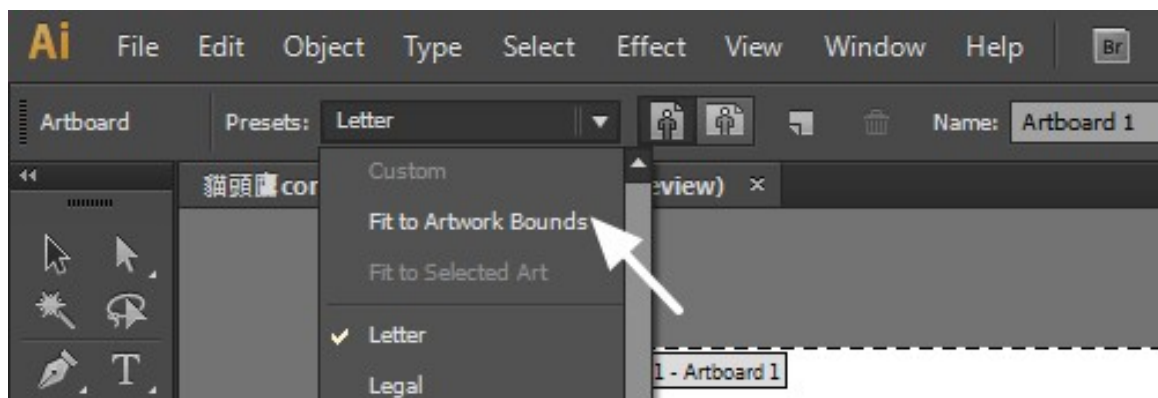 Ai File Edit Object Type Select Effect View Window Help Br
Artboard Presets: Letter Name: Artboard 1
Custom
貓頭鷹 con eview) ×
Fit to Artwork Bounds
Fit to Selected Art
Letter
1 - Artboard 1
Legal